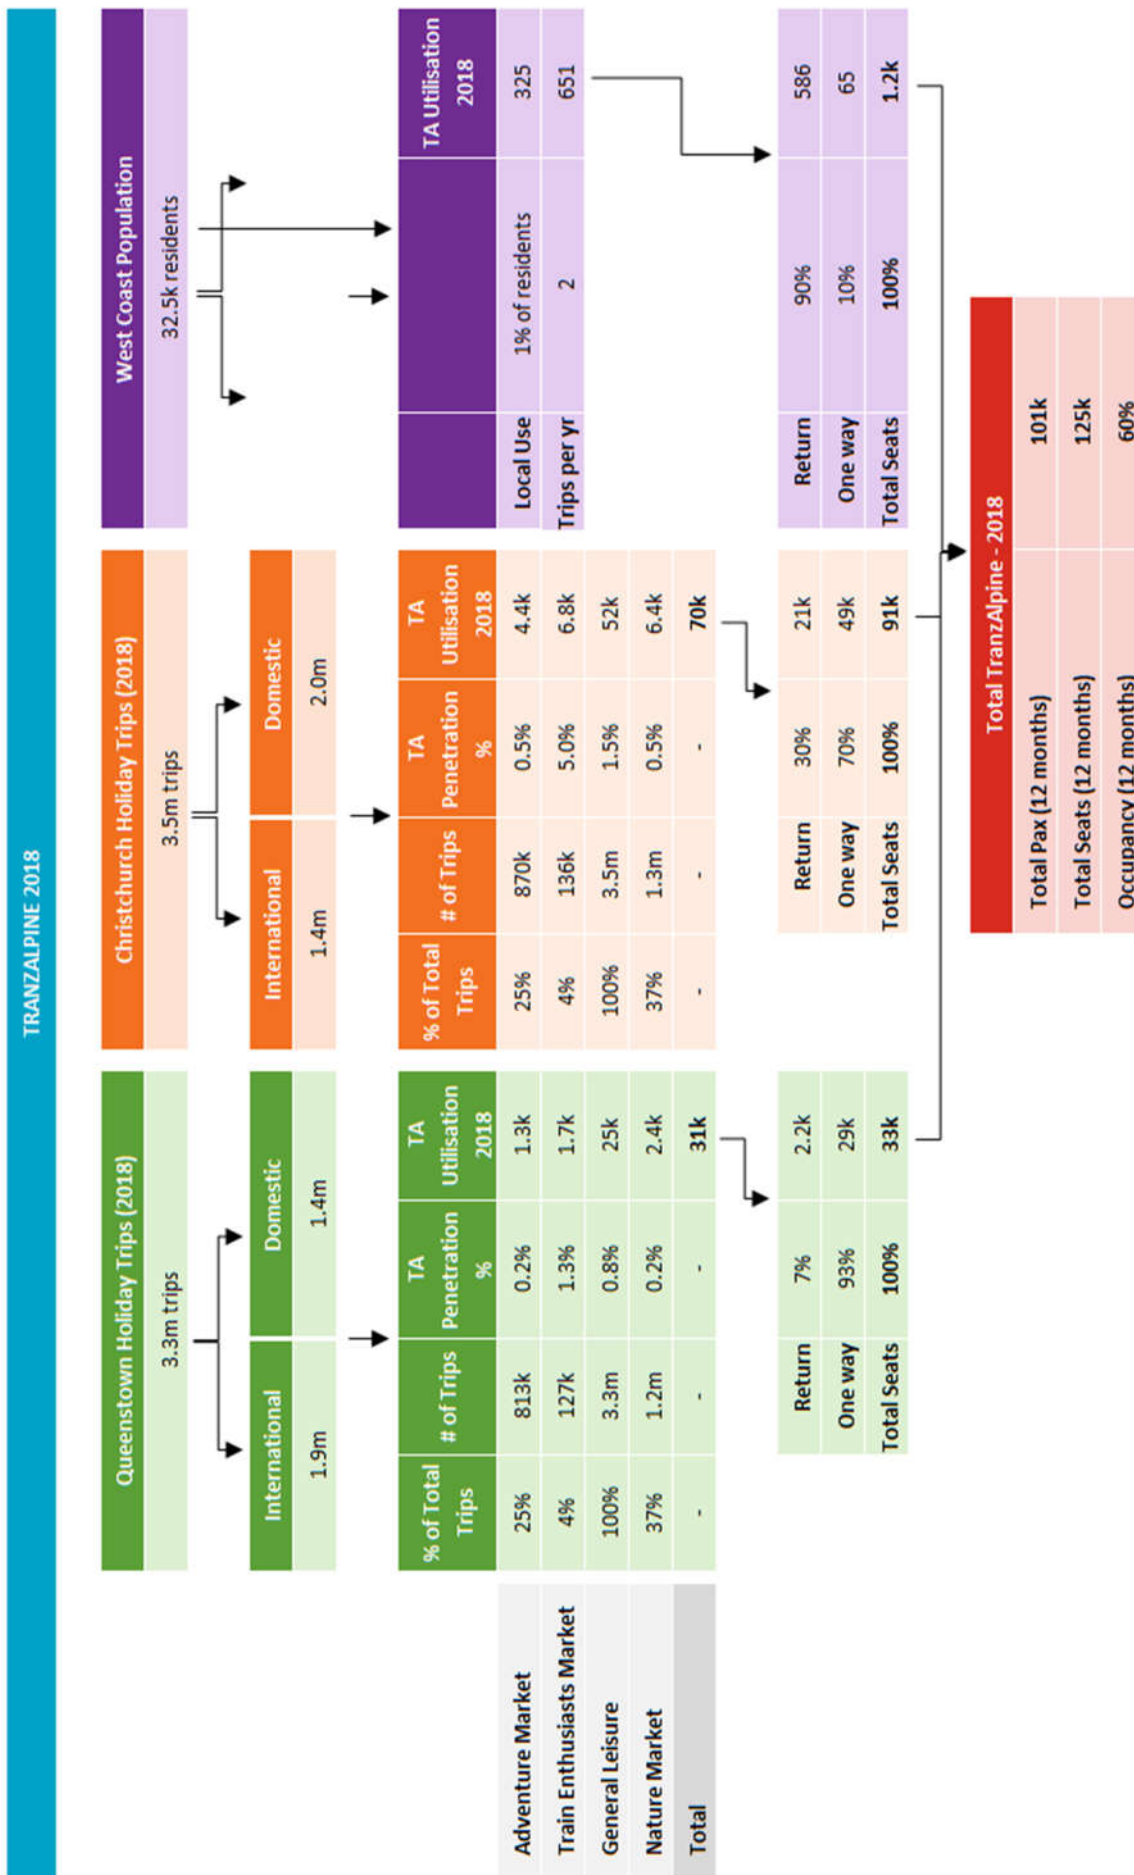 TRANZALPINE 2018
Queenstown Holiday Trips (2018)
3.3m trips
International Domestic
1.9m 1.4m
Christchurch Holiday Trips (2018)
3.5m trips
International Domestic
1.4m 2.0m
West Coast Population
32.5k residents
% of Total Trips # of Trips TA Penetration % TA Utilisation 2018 % of Total Trips # of Trips TA Penetration % TA Utilisation 2018 TA Utilisation 2018
Adventure Market 25% 813k 0.2% 1.3k 25% 870k 0.5% 4.4k Local Use 1% of residents 325
Train Enthusiasts Market 4% 127k 1.3% 1.7k 4% 136k 5.0% 6.8k Trips per yr 2 651
General Leisure 100% 3.3m 0.8% 25k 100% 3.5m 1.5% 52k
Nature Market 37% 1.2m 0.2% 2.4k 37% 1.3m 0.5% 6.4k
Total - - - 31k - - - 70k
Return 7% 2.2k Return 30% 21k Return 90% 586
One way 93% 29k One way 70% 49k One way 10% 65
Total Seats 100% 33k Total Seats 100% 91k Total Seats 100% 1.2k
Total TranzAlpine - 2018
Total Pax (12 months) 101k
Total Seats (12 months) 125k
Occupancy (12 months) 60%